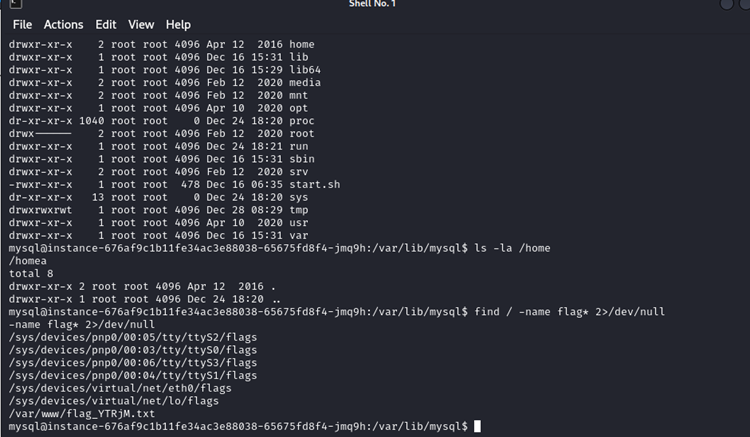 Shell No. 1
File Actions Edit View Help
drwxr-xr-x 2 root root 4096 Apr 12 2016 home
drwxr-xr-x 1 root root 4096 Dec 16 15:31 lib
drwxr-xr-x 1 root root 4096 Dec 16 15:29 lib64
drwxr-xr-x 2 root root 4096 Feb 12 2020 media
drwxr-xr-x 2 root root 4096 Feb 12 2020 mnt
drwxr-xr-x 1 root root 4096 Apr 10 2020 opt
dr-xr-xr-x 1040 root root 0 Dec 24 18:20 proc
drwx------ 2 root root 4096 Feb 12 2020 root
drwxr-xr-x 1 root root 4096 Dec 24 18:21 run
drwxr-xr-x 1 root root 4096 Dec 16 15:31 sbin
drwxr-xr-x 2 root root 4096 Feb 12 2020 srv
-rwxr-xr-x 1 root root 478 Dec 16 06:35 start.sh
dr-xr-xr-x 13 root root 0 Dec 24 18:20 sys
drwxrwxrwt 1 root root 4096 Dec 28 08:29 tmp
drwxr-xr-x 1 root root 4096 Apr 10 2020 usr
drwxr-xr-x 1 root root 4096 Dec 16 15:31 var
mysql@instance-676af9c1b11fe34ac3e88038-65675fd8f4-jmq9h:/var/lib/mysql$ ls -la /home
/homea
total 8
drwxr-xr-x 2 root root 4096 Apr 12 2016 .
drwxr-xr-x 1 root root 4096 Dec 24 18:20 ..
mysql@instance-676af9c1b11fe34ac3e88038-65675fd8f4-jmq9h:/var/lib/mysql$ find / -name flag* 2>/dev/null
-name flag* 2>/dev/null
/sys/devices/pnp0/00:05/tty/ttyS2/flags
/sys/devices/pnp0/00:03/tty/ttyS0/flags
/sys/devices/pnp0/00:06/tty/ttyS3/flags
/sys/devices/pnp0/00:04/tty/ttyS1/flags
/sys/devices/virtual/net/eth0/flags
/sys/devices/virtual/net/lo/flags
/var/www/flag_YTRjM.txt
mysql@instance-676af9c1b11fe34ac3e88038-65675fd8f4-jmq9h:/var/lib/mysql$